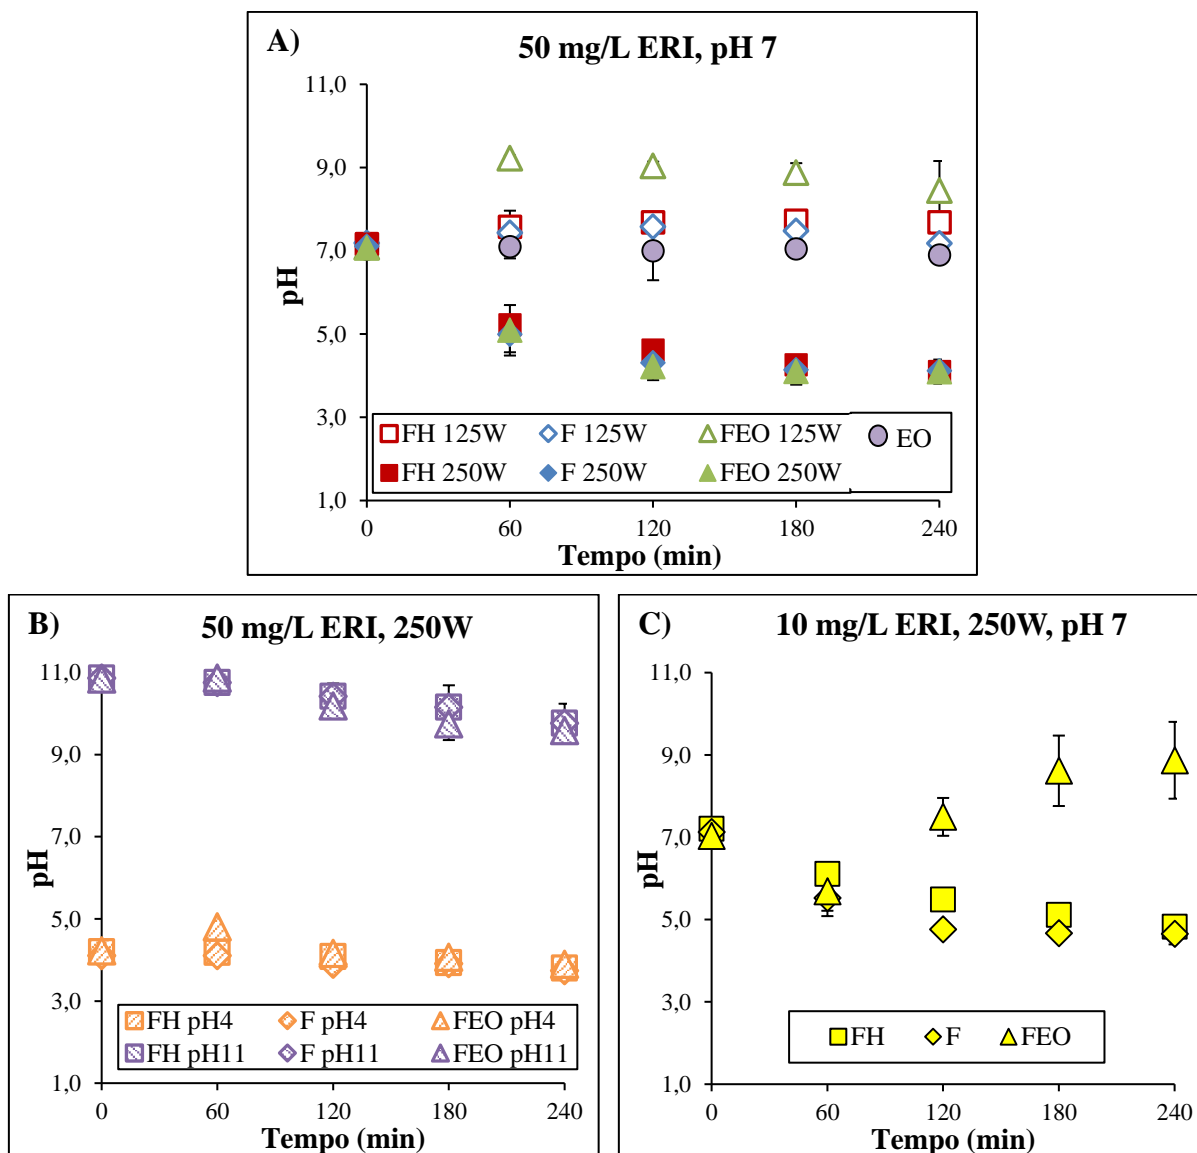 A)
50 mg/L ERI, pH 7
11,0
9,0
7,0
5,0
3,0
1,0
pH
FH 125W F 125W FEO 125W EO
FH 250W F 250W FEO 250W
0 60 120 180 240
Tempo (min)
B)
50 mg/L ERI, 250W
11,0
9,0
7,0
5,0
3,0
1,0
pH
FH pH4 F pH4 FEO pH4
FH pH11 F pH11 FEO pH11
0 60 120 180 240
Tempo (min)
C)
10 mg/L ERI, 250W, pH 7
11,0
9,0
7,0
5,0
3,0
1,0
pH
FH F FEO
0 60 120 180 240
Tempo (min)